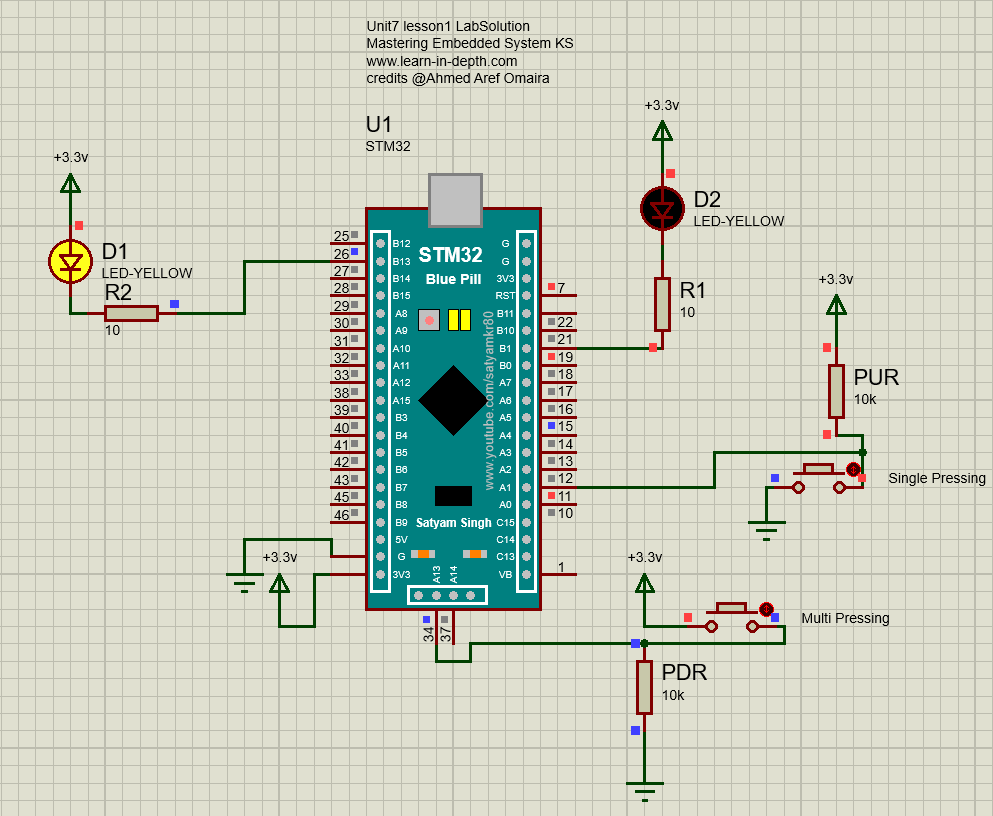 Unit7 lesson1 LabSolution
Mastering Embedded System KS
www.learn-in-depth.com
credits @Ahmed Aref Omaira
U1
STM32
+3.3v
D1
LED-YELLOW
R2
10
+3.3v
D2
LED-YELLOW
R1
10
STM32
Blue Pill
www.youtube.com/satyamkr80
Satyam Singh
25 B12
26 B13
27 B14
28 B15
29 A8
30 A9
31 A10
32 A11
33 A12
38 A15
39 B3
40 B4
41 B5
42 B6
43 B7
45 B8
46 B9
5V
G
3V3
G
G
3V3
RST 7
B11
B10 22
B1 21
B0 19
A7 18
A6 17
A5 16
A4 15
A3 14
A2 13
A1 12
A0 11
C15 10
C14
C13
VB 1
A13
A14
34
37
+3.3v
+3.3v
PUR
10k
Single Pressing
+3.3v
Multi Pressing
PDR
10k